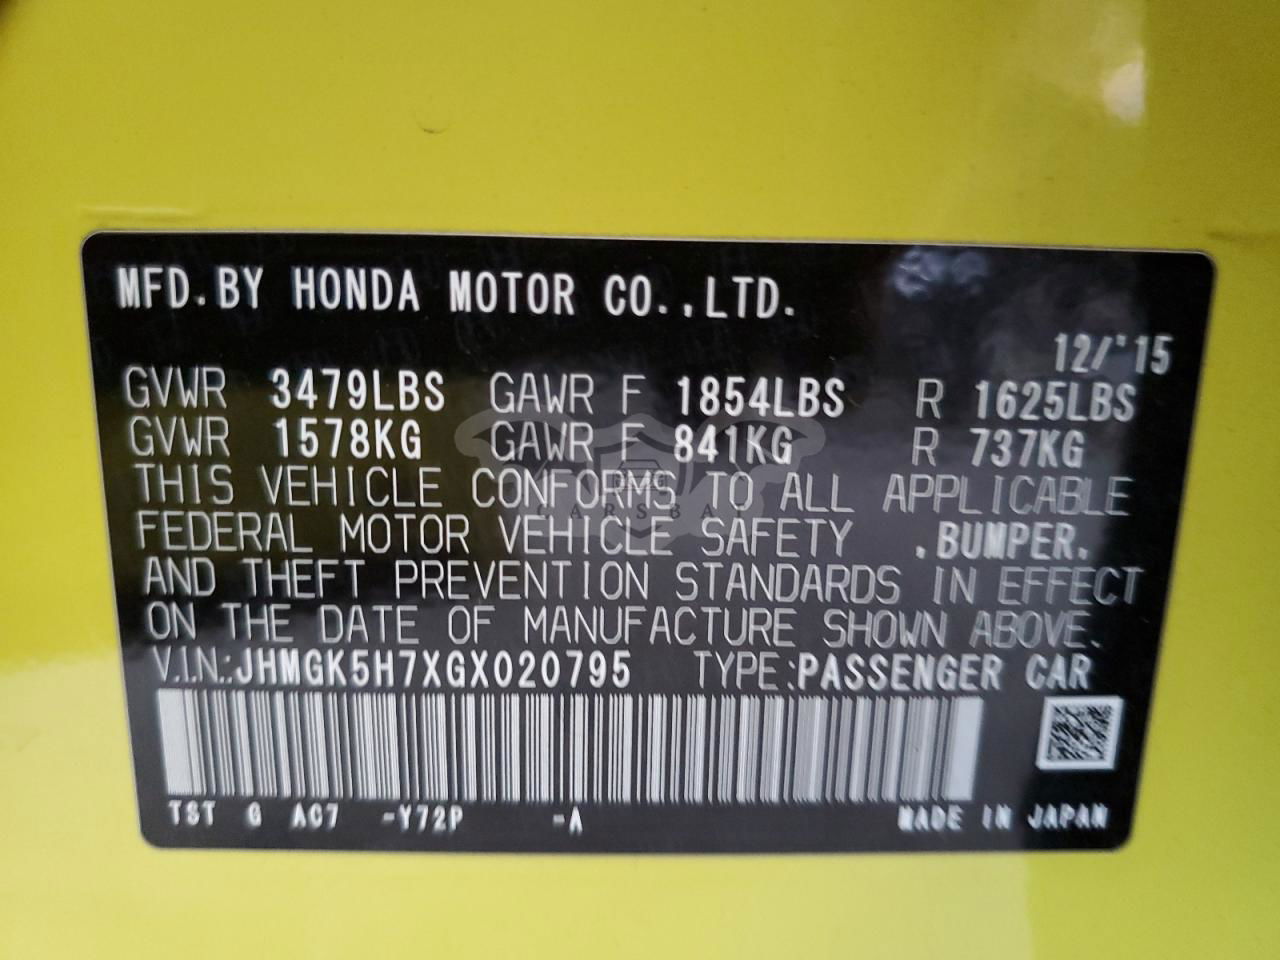 MFD.BY HONDA MOTOR CO.,LTD.
12/'15
GVWR 3479LBS GAWR F 1854LBS R 1625LBS
GVWR 1578KG GAWR F 841KG R 737KG
THIS VEHICLE CONFORMS TO ALL APPLICABLE
FEDERAL MOTOR VEHICLE SAFETY ,BUMPER,
AND THEFT PREVENTION STANDARDS IN EFFECT
ON THE DATE OF MANUFACTURE SHOWN ABOVE.
V.I.N.:JHMGK5H7XGX020795 TYPE:PASSENGER CAR
TST G AC7 -Y72P -A MADE IN JAPAN
CARSBAT